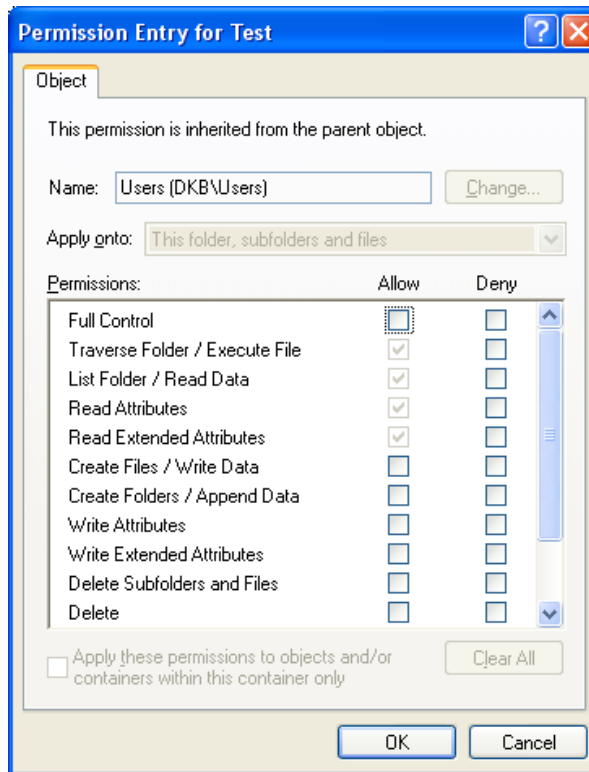 Permission Entry for Test
Object
This permission is inherited from the parent object.
Name: Users (DKB\Users) Change...
Apply onto: This folder, subfolders and files
Permissions: Allow Deny
Full Control
Traverse Folder / Execute File
List Folder / Read Data
Read Attributes
Read Extended Attributes
Create Files / Write Data
Create Folders / Append Data
Write Attributes
Write Extended Attributes
Delete Subfolders and Files
Delete
Apply these permissions to objects and/or Clear All
containers within this container only
OK Cancel